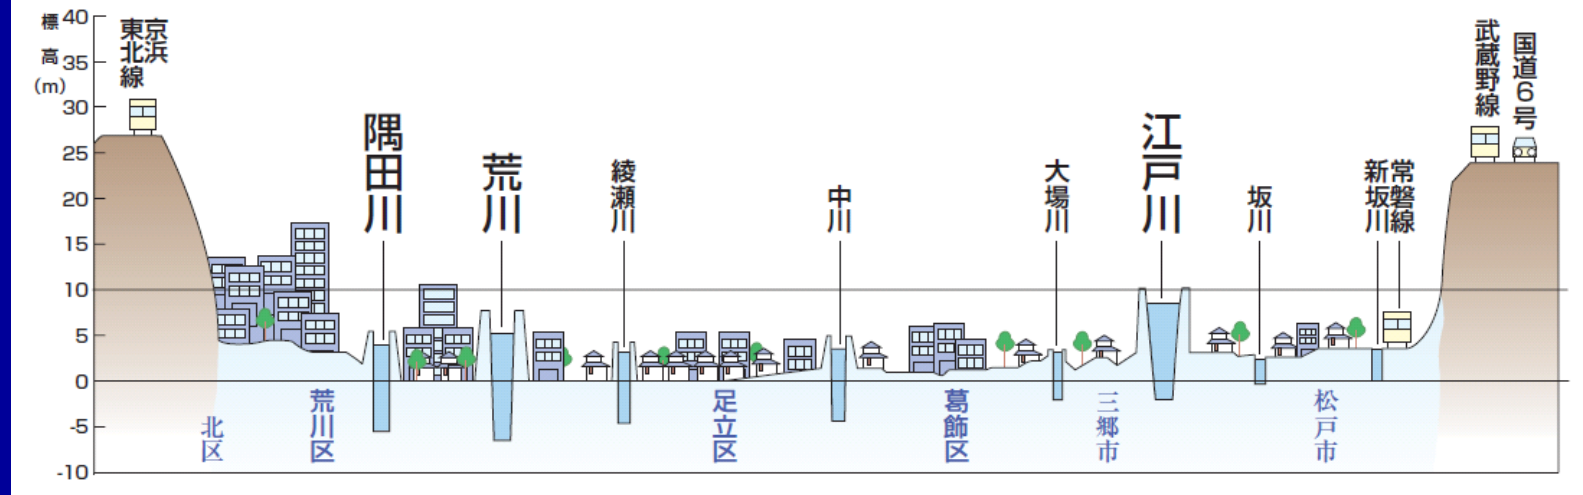 標高(m)
40
35
30
25
20
15
10
5
0
-5
-10
京浜
東北線
隅田川
荒川
綾瀬川
中川
大場川
江戸川
坂川
新坂川
常磐線
武蔵野線
国道6号
北区
荒川区
足立区
葛飾区
三郷市
松戸市